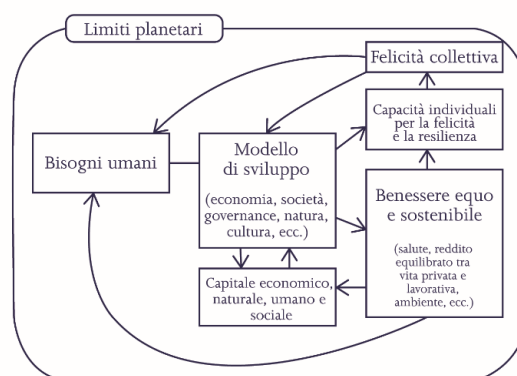 Limiti planetari
Felicità collettiva
Capacità individuali
per la felicità
e la resilienza
Bisogni umani
Modello
di sviluppo
(economia, società,
governance, natura,
cultura, ecc.)
Benessere equo
e sostenibile
(salute, reddito
equilibrato tra
vita privata e
lavorativa,
ambiente, ecc.)
Capitale economico,
naturale, umano e
sociale